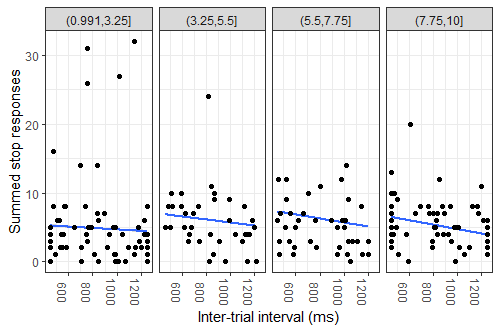 (0.991,3.25] (3.25,5.5] (5.5,7.75] (7.75,10]
Summed stop responses
30
20
10
0
600 800 1000 1200 600 800 1000 1200 600 800 1000 1200 600 800 1000 1200
Inter-trial interval (ms)